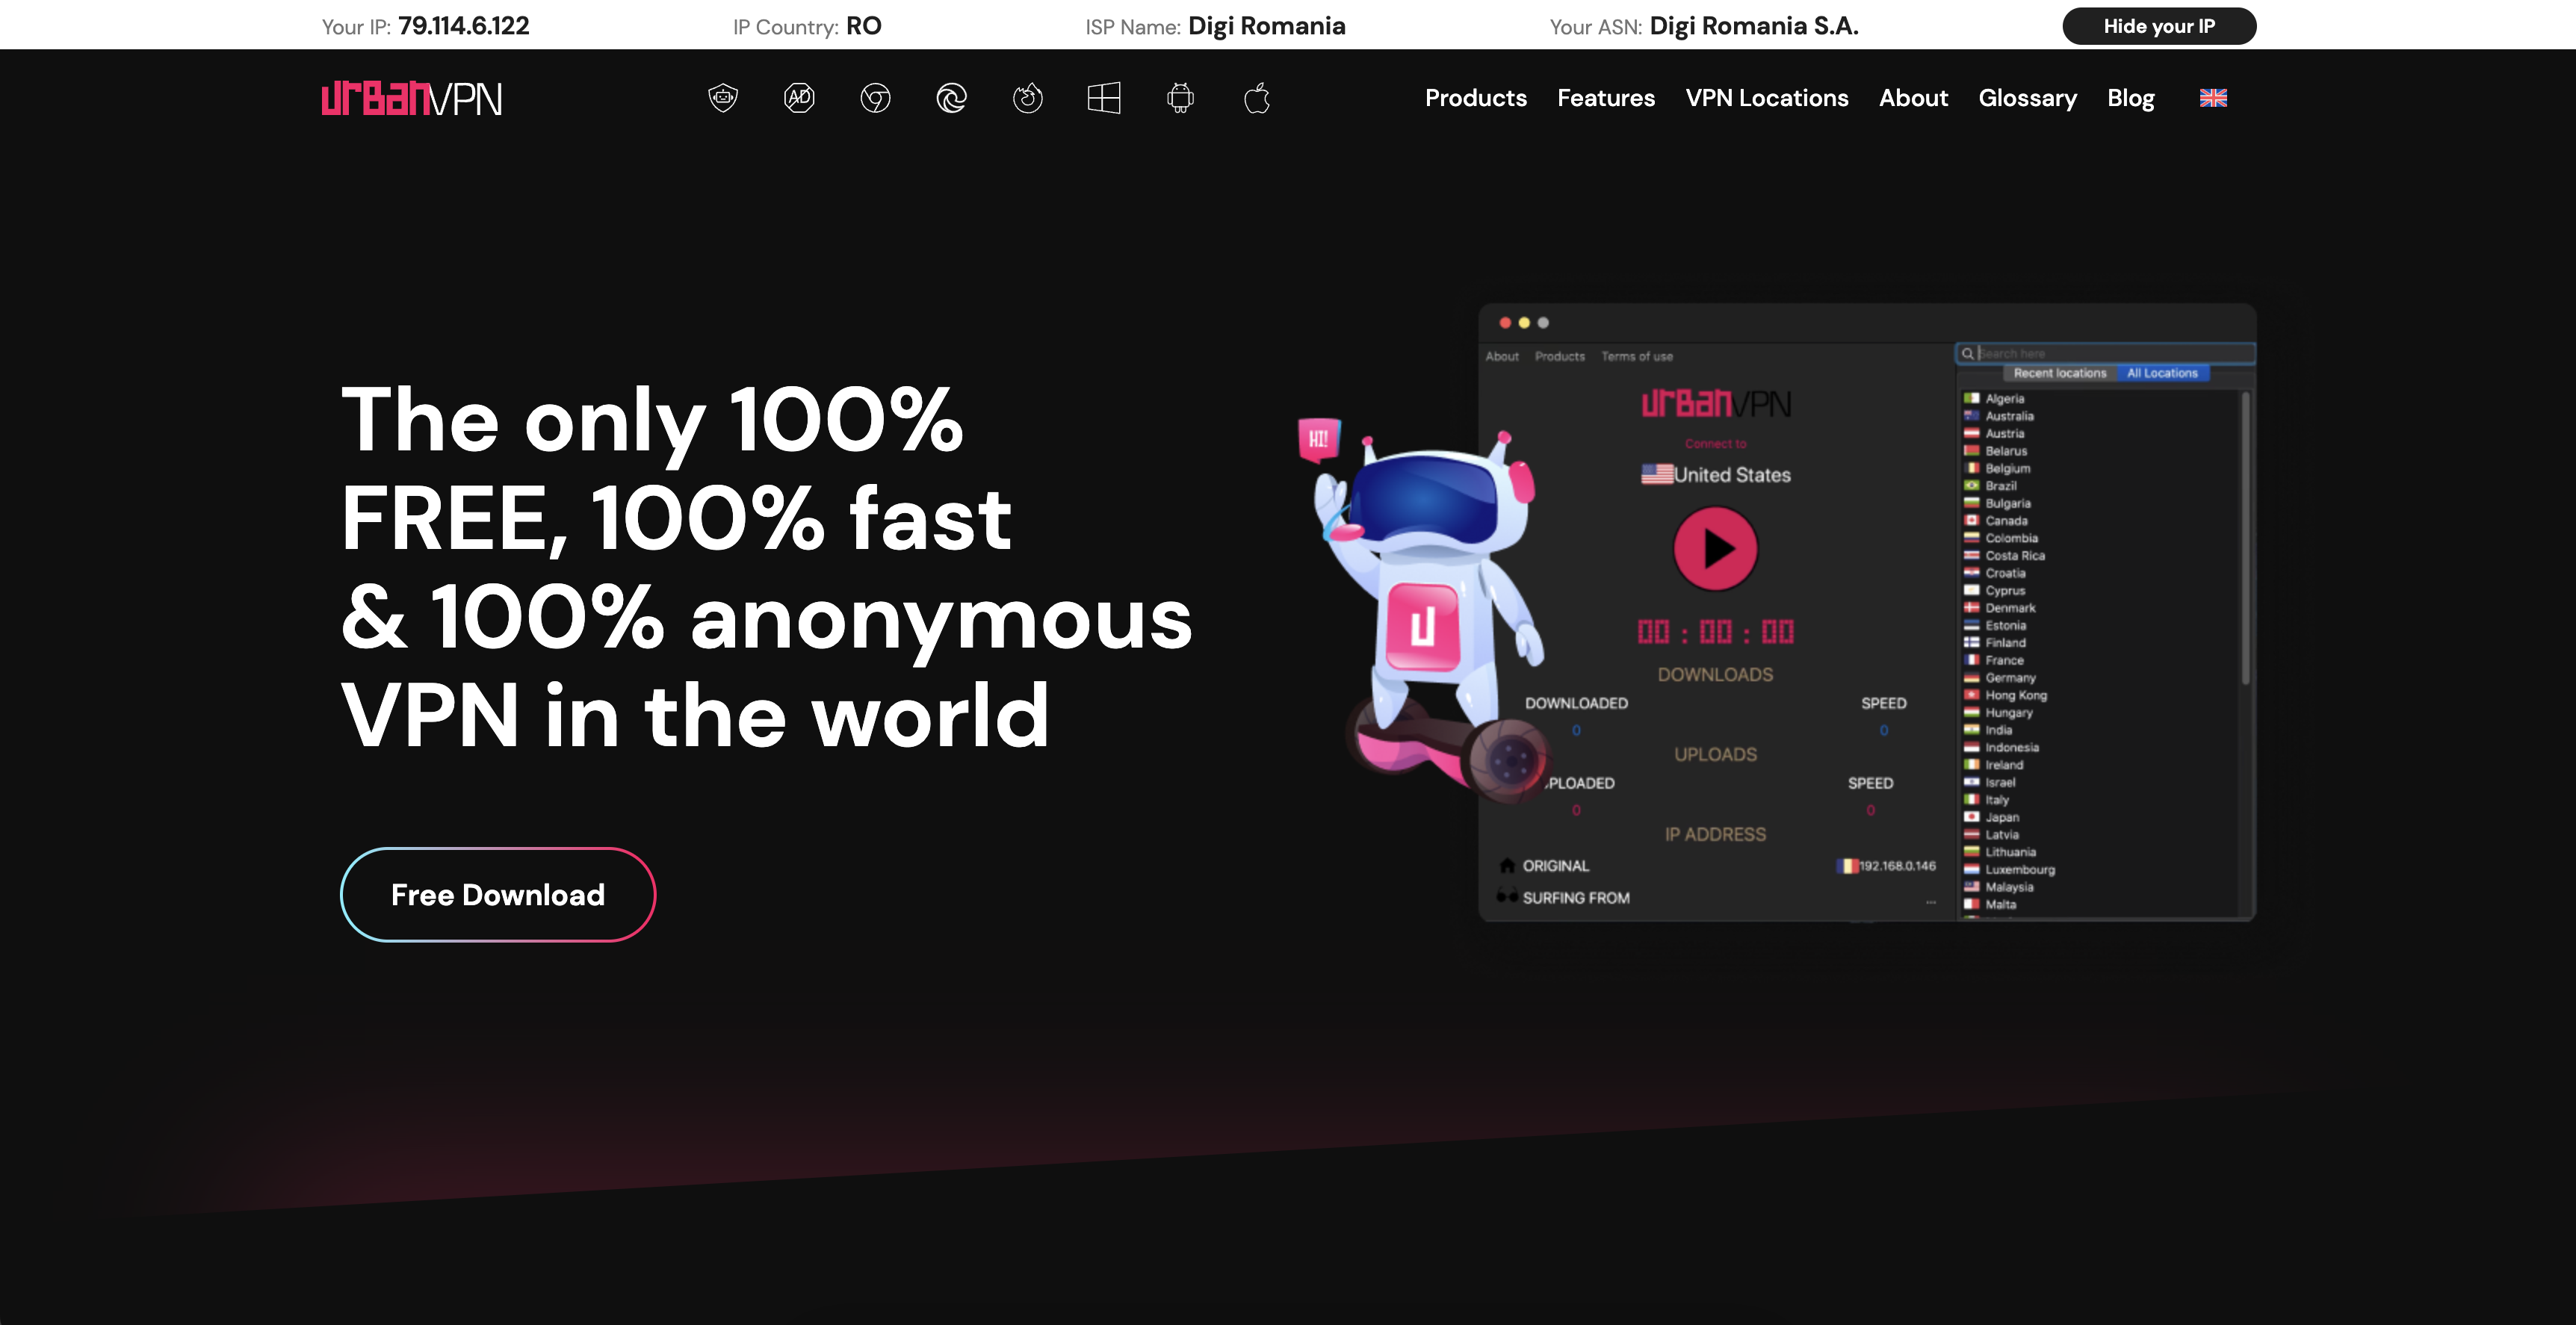 Your IP: 79.114.6.122
IP Country: RO
ISP Name: Digi Romania
Your ASN: Digi Romania S.A.
Hide your IP
urBanVPN
AD
Products
Features
VPN Locations
About
Glossary
Blog
The only 100%
FREE, 100% fast
& 100% anonymous
VPN in the world
Free Download
HI!
U
About
Products
Terms of use
urBanVPN
Connect to
United States
00 : 00 : 00
DOWNLOADS
DOWNLOADED
SPEED
0
0
UPLOADS
PLOADED
SPEED
0
0
IP ADDRESS
ORIGINAL
192.168.0.146
SURFING FROM
...
Search here
Recent locations
All Locations
Algeria
Australia
Austria
Belarus
Belgium
Brazil
Bulgaria
Canada
Colombia
Costa Rica
Croatia
Cyprus
Denmark
Estonia
Finland
France
Germany
Hong Kong
Hungary
India
Indonesia
Ireland
Israel
Italy
Japan
Latvia
Lithuania
Luxembourg
Malaysia
Malta